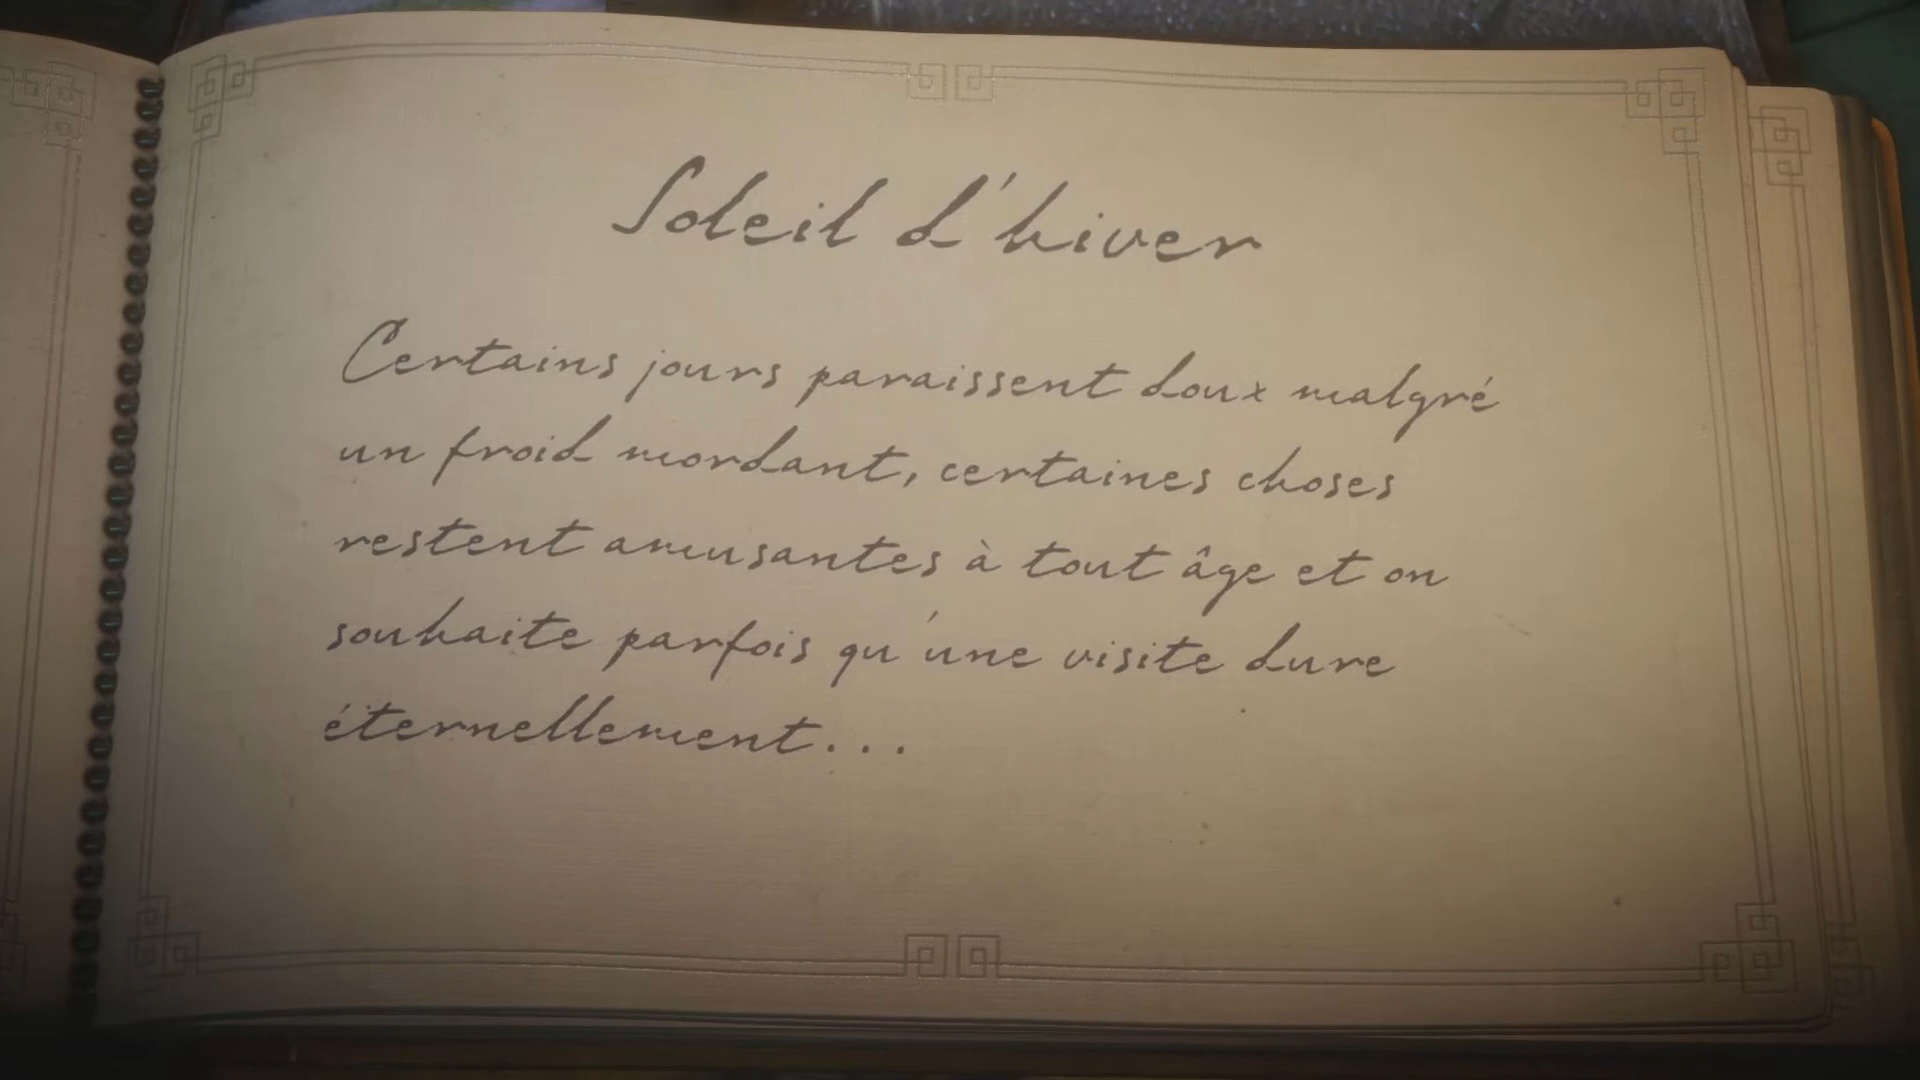 Soleil d'hiver
Certains jours paraissent doux malgré
un froid mordant, certaines choses
restent amusantes à tout âge et on
souhaite parfois qu'une visite dure
éternellement...